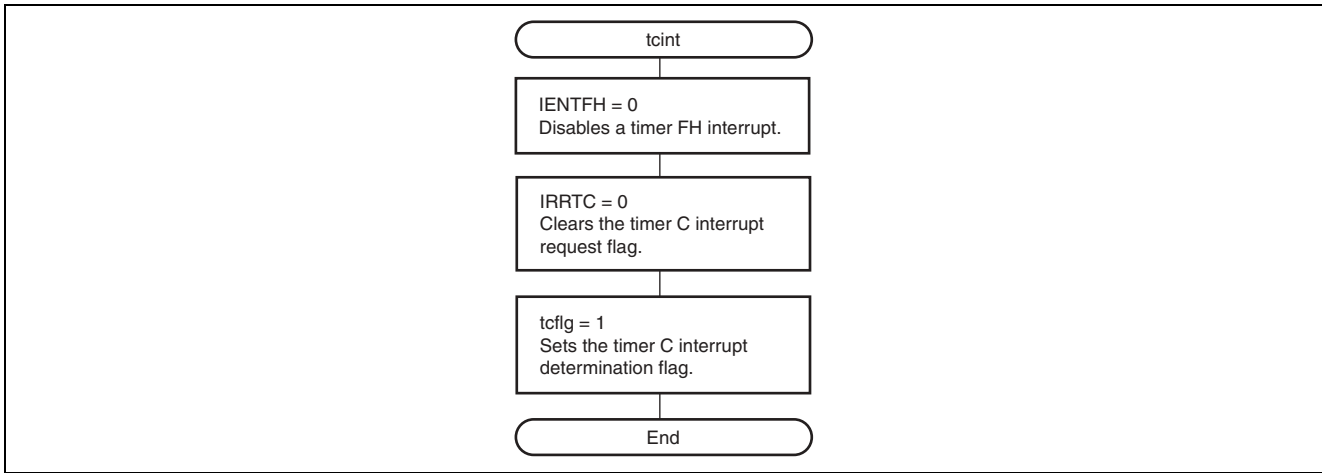 tcint
IENTFH = 0
Disables a timer FH interrupt.
IRRTC = 0
Clears the timer C interrupt
request flag.
tcflg = 1
Sets the timer C interrupt
determination flag.
End